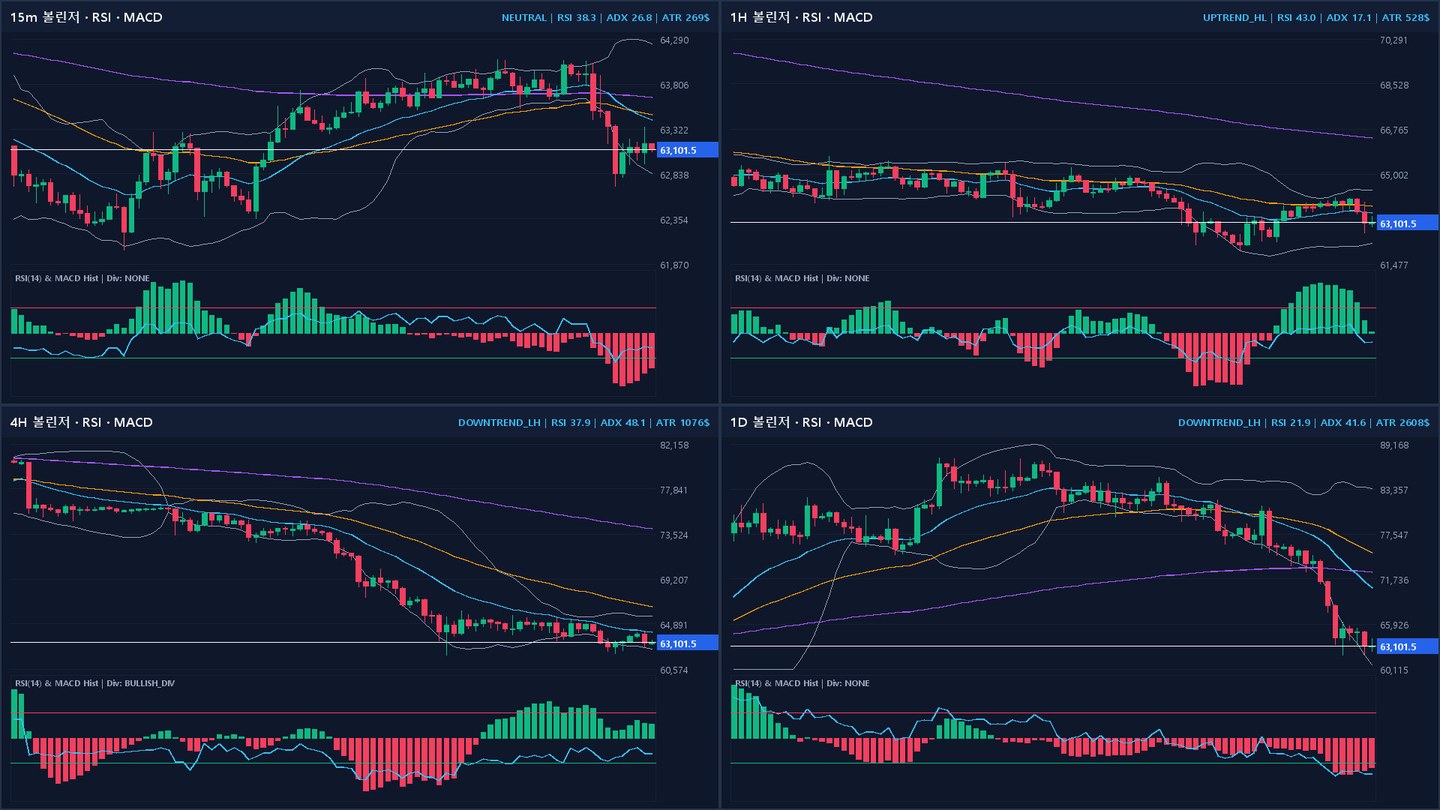 15m 볼린저 · RSI · MACD
NEUTRAL | RSI 38.3 | ADX 26.8 | ATR 269$
64,290
63,806
63,322
63,101.5
62,838
62,354
61,870
RSI(14) & MACD Hist | Div: NONE
1H 볼린저 · RSI · MACD
UPTREND_HL | RSI 43.0 | ADX 17.1 | ATR 528$
70,291
68,528
66,765
65,002
63,101.5
61,477
RSI(14) & MACD Hist | Div: NONE
4H 볼린저 · RSI · MACD
DOWNTREND_LH | RSI 37.9 | ADX 48.1 | ATR 1076$
82,158
77,841
73,524
69,207
64,891
63,101.5
60,574
RSI(14) & MACD Hist | Div: BULLISH_DIV
1D 볼린저 · RSI · MACD
DOWNTREND_LH | RSI 21.9 | ADX 41.6 | ATR 2608$
89,168
83,357
77,547
71,736
65,926
63,101.5
60,115
RSI(14) & MACD Hist | Div: NONE